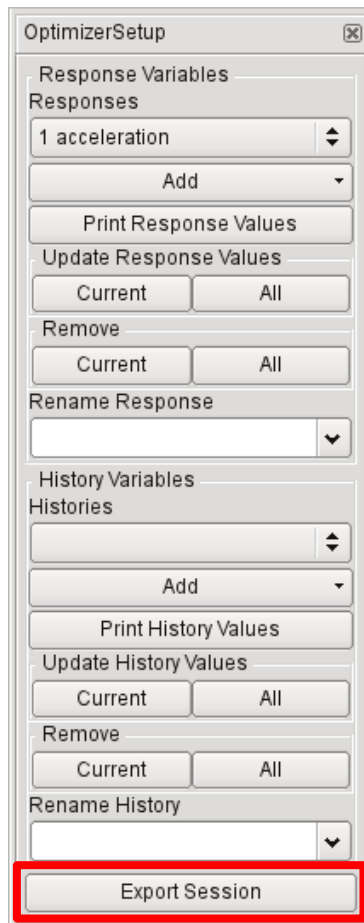 OptimizerSetup
Response Variables
Responses
1 acceleration
Add
Print Response Values
Update Response Values
Current All
Remove
Current All
Rename Response
History Variables
Histories
Add
Print History Values
Update History Values
Current All
Remove
Current All
Rename History
Export Session